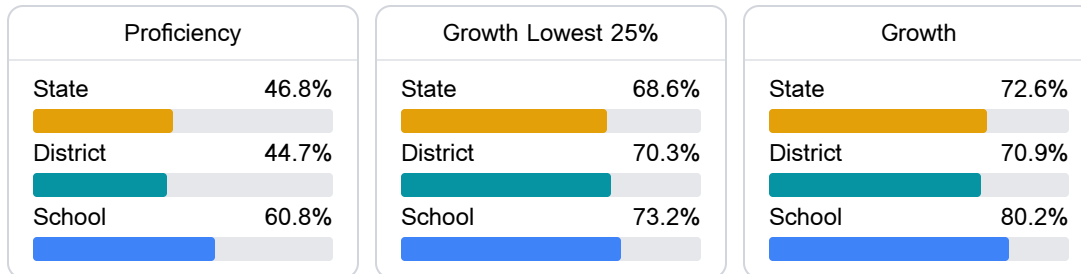 Proficiency
State 46.8%
District 44.7%
School 60.8%
Growth Lowest 25%
State 68.6%
District 70.3%
School 73.2%
Growth
State 72.6%
District 70.9%
School 80.2%